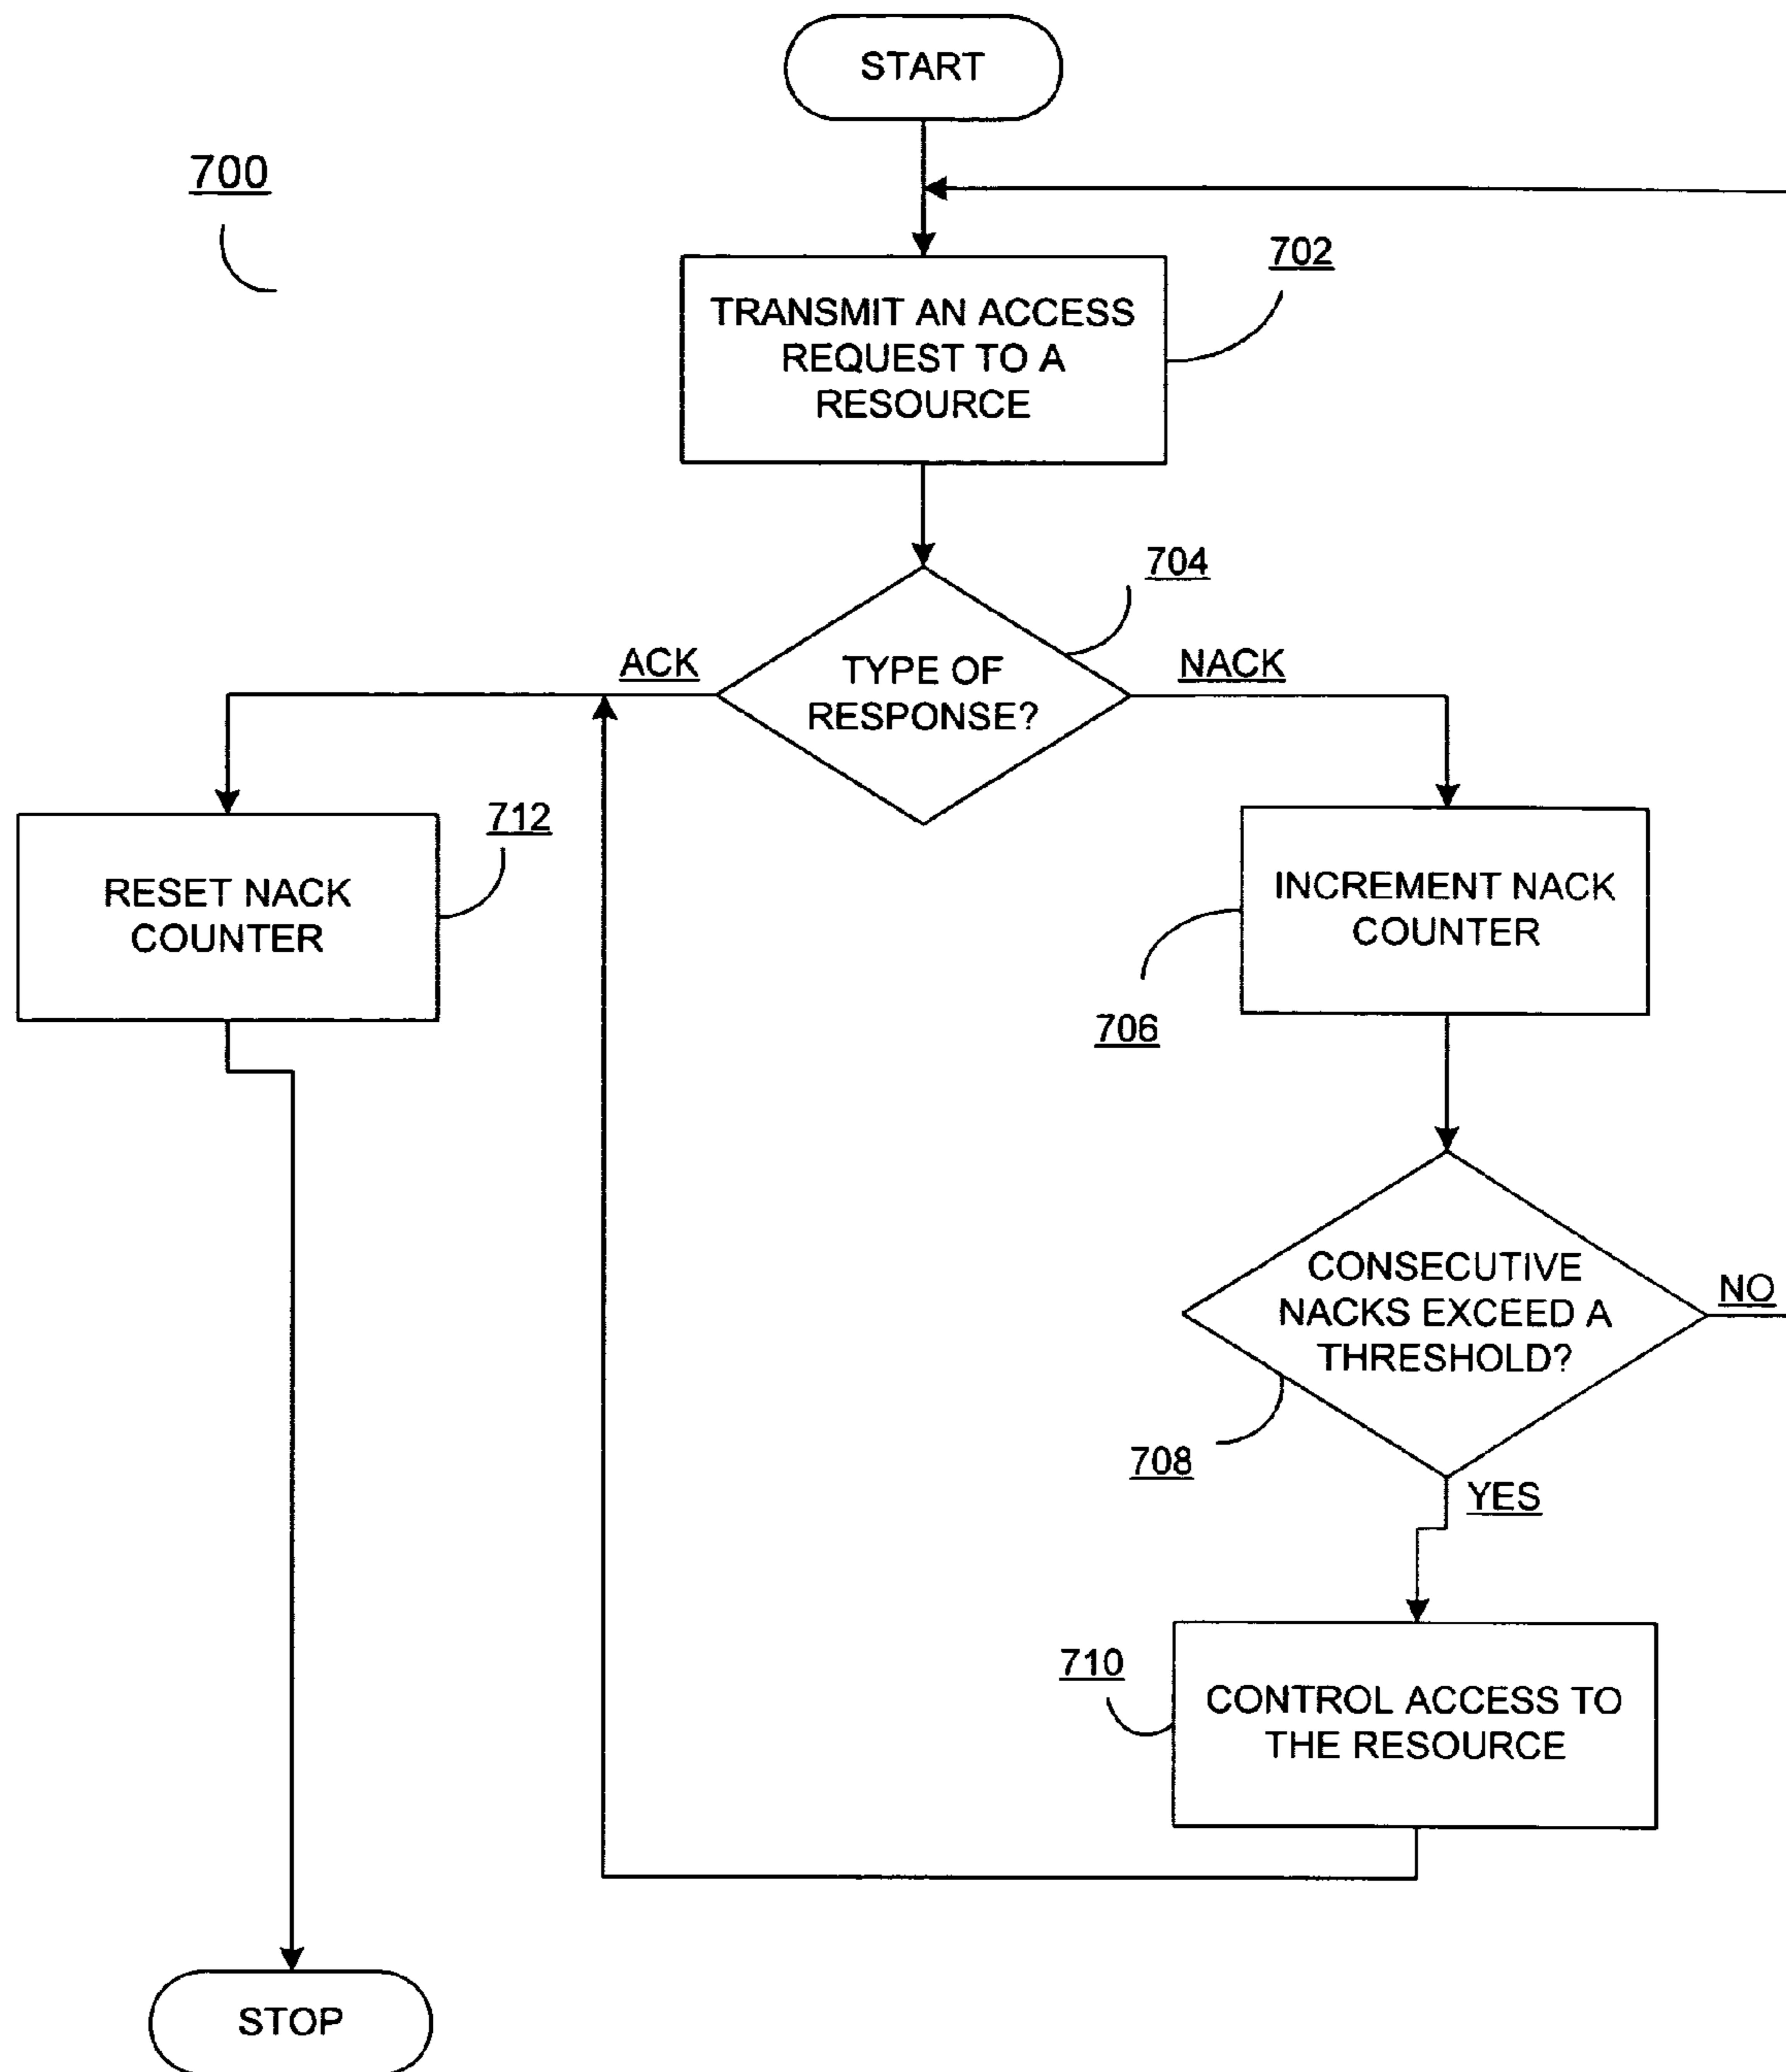 START
700
702
TRANSMIT AN ACCESS
REQUEST TO A
RESOURCE
704
ACK
TYPE OF
RESPONSE?
NACK
712
RESET NACK
COUNTER
INCREMENT NACK
COUNTER
706
CONSECUTIVE
NACKS EXCEED A
THRESHOLD?
NO
708
YES
710
CONTROL ACCESS TO
THE RESOURCE
STOP